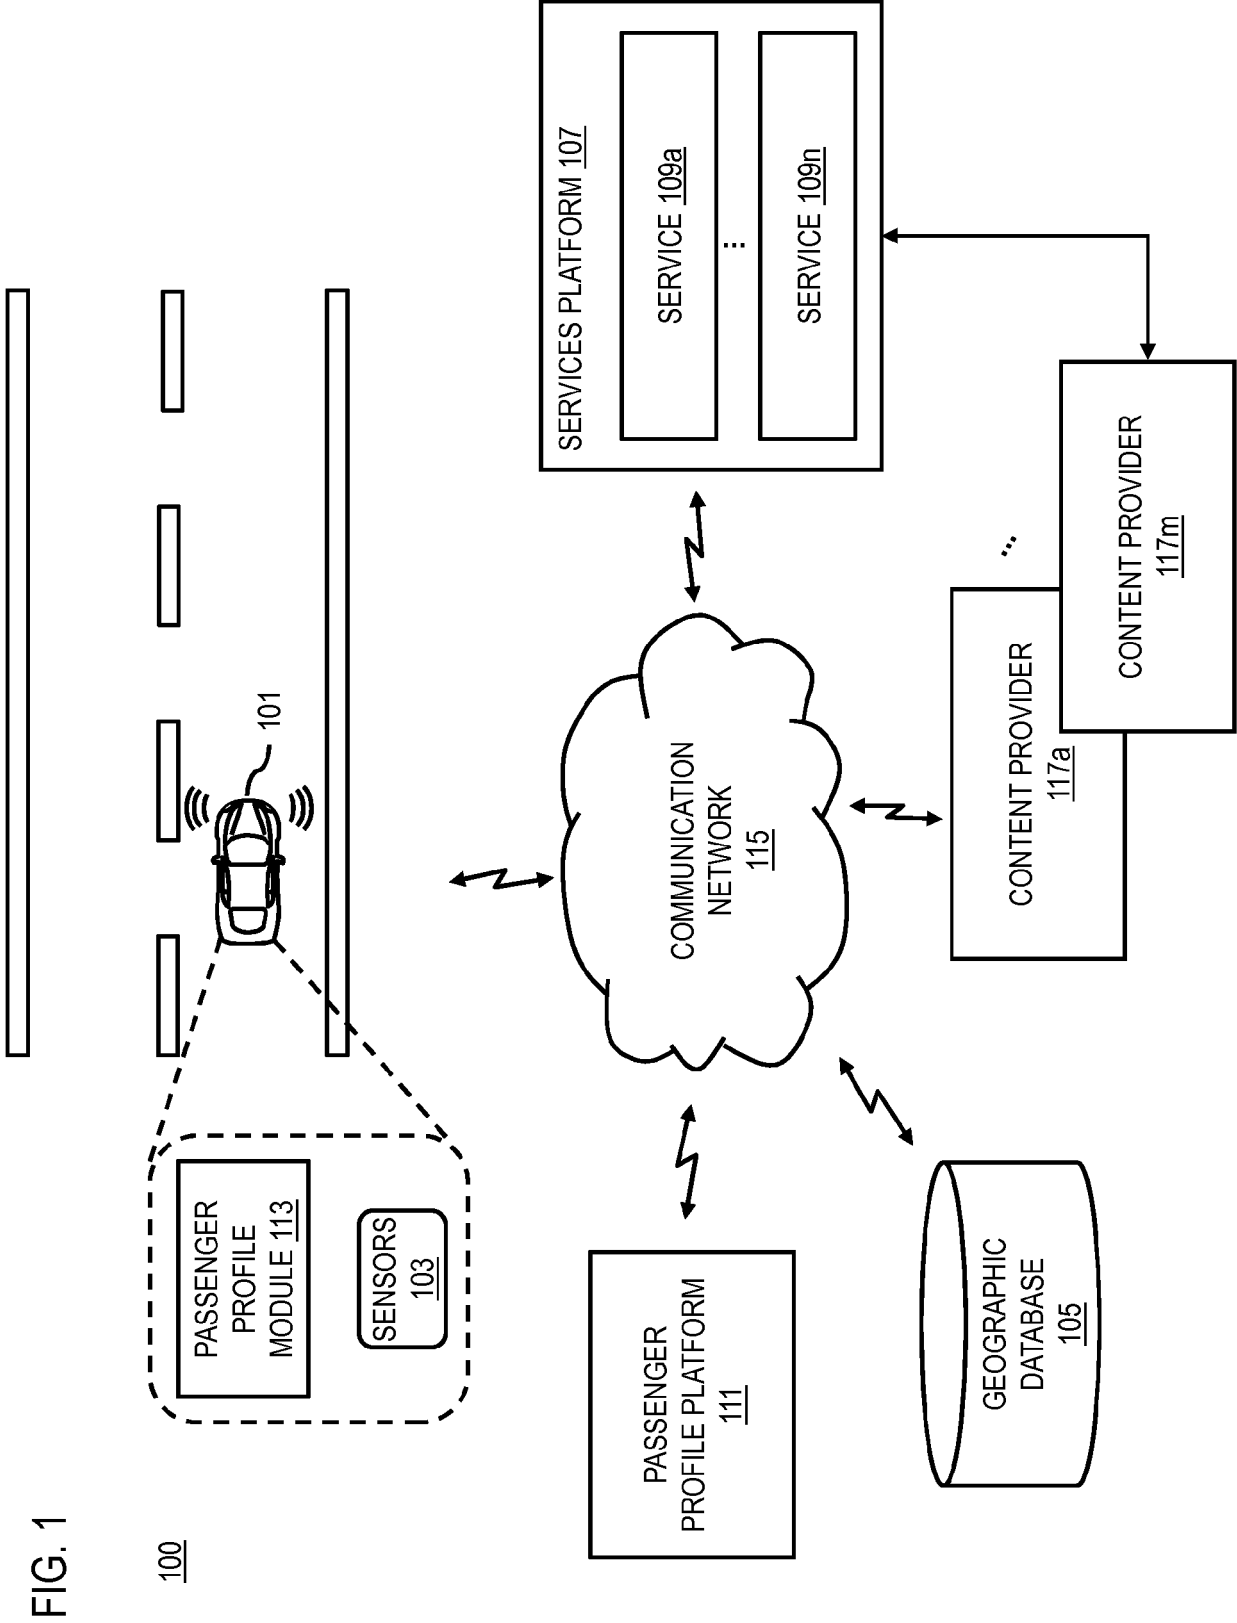 FIG. 1
100
PASSENGER
PROFILE
MODULE 113
SENSORS
103
101
PASSENGER
PROFILE PLATFORM
111
COMMUNICATION
NETWORK
115
SERVICES PLATFORM 107
SERVICE 109a
...
SERVICE 109n
GEOGRAPHIC
DATABASE
105
CONTENT PROVIDER
117a
...
CONTENT PROVIDER
117m